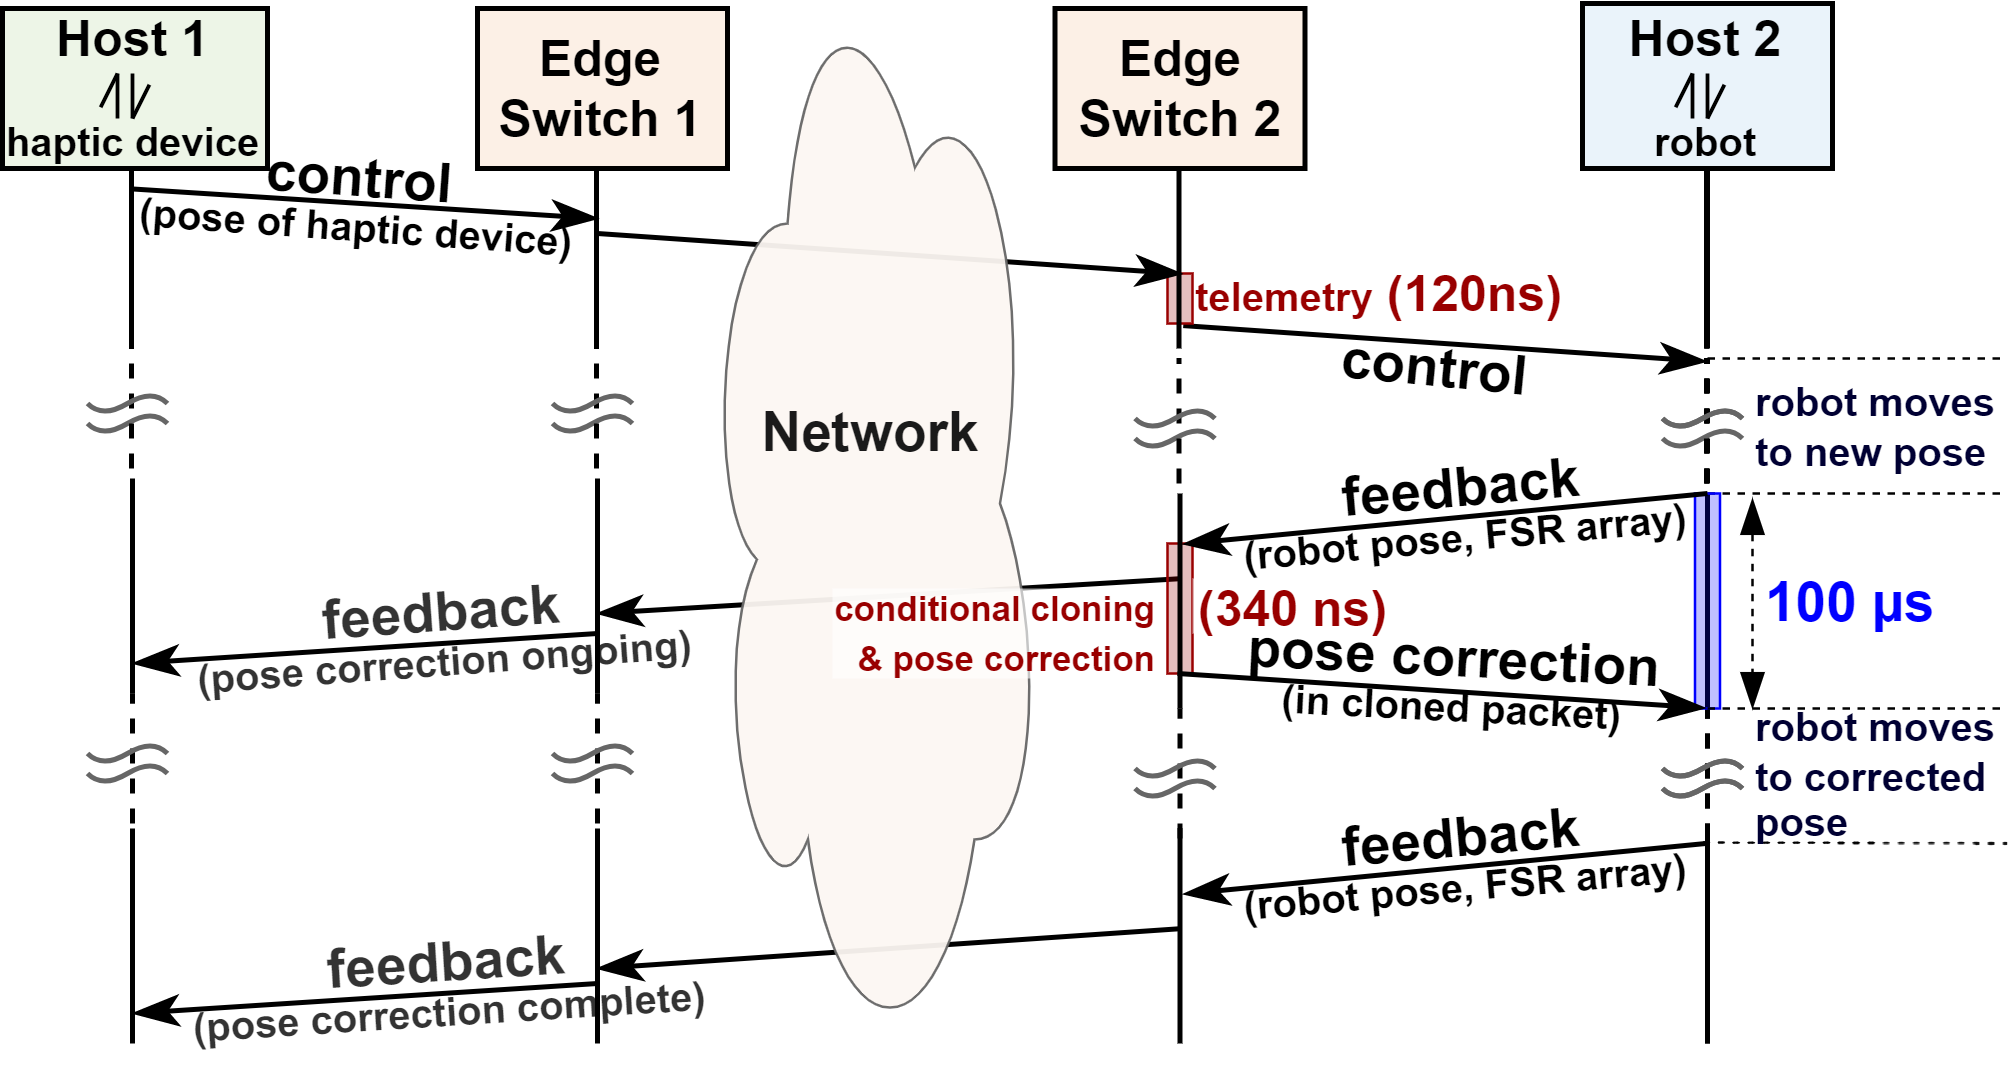 Host 1
haptic device
Edge
Switch 1
Edge
Switch 2
Host 2
robot
control
(pose of haptic device)
telemetry (120ns)
control
robot moves
to new pose
Network
feedback
(robot pose, FSR array)
100 μs
feedback
(pose correction ongoing)
conditional cloning
& pose correction
(340 ns)
pose correction
(in cloned packet)
robot moves
to corrected
pose
feedback
(robot pose, FSR array)
feedback
(pose correction complete)